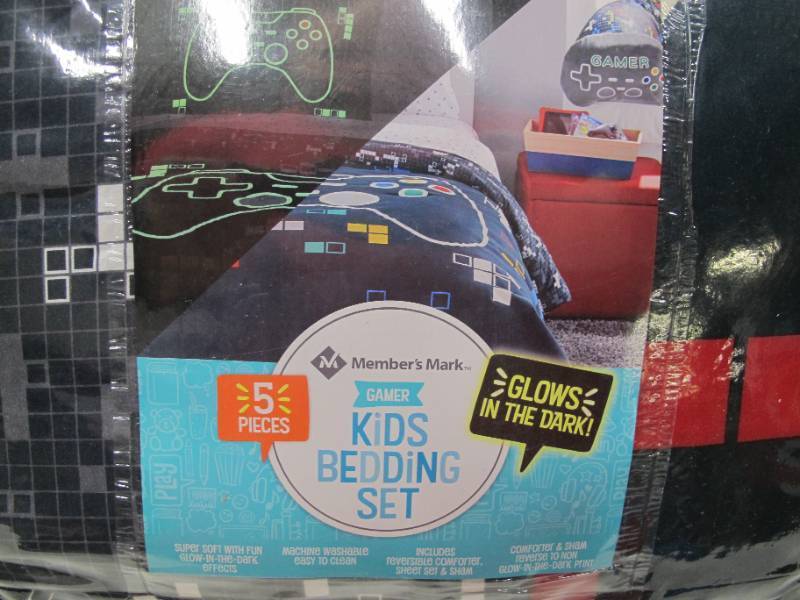 GAMER
Member's Mark™
GAMER
KiDS
BEDDiNG
SET
5
PIECES
GLOWS
IN THE DARK!
PLAY
SUPER SOFT WITH FUN
GLOW-IN-THE-DARK
EFFECTS
MACHINE WASHABLE
EASY TO CLEAN
INCLUDES
REVERSIBLE COMFORTER,
SHEET SET & SHAM
COMFORTER & SHAM
REVERSE TO NON
GLOW-IN-THE-DARK PRINT